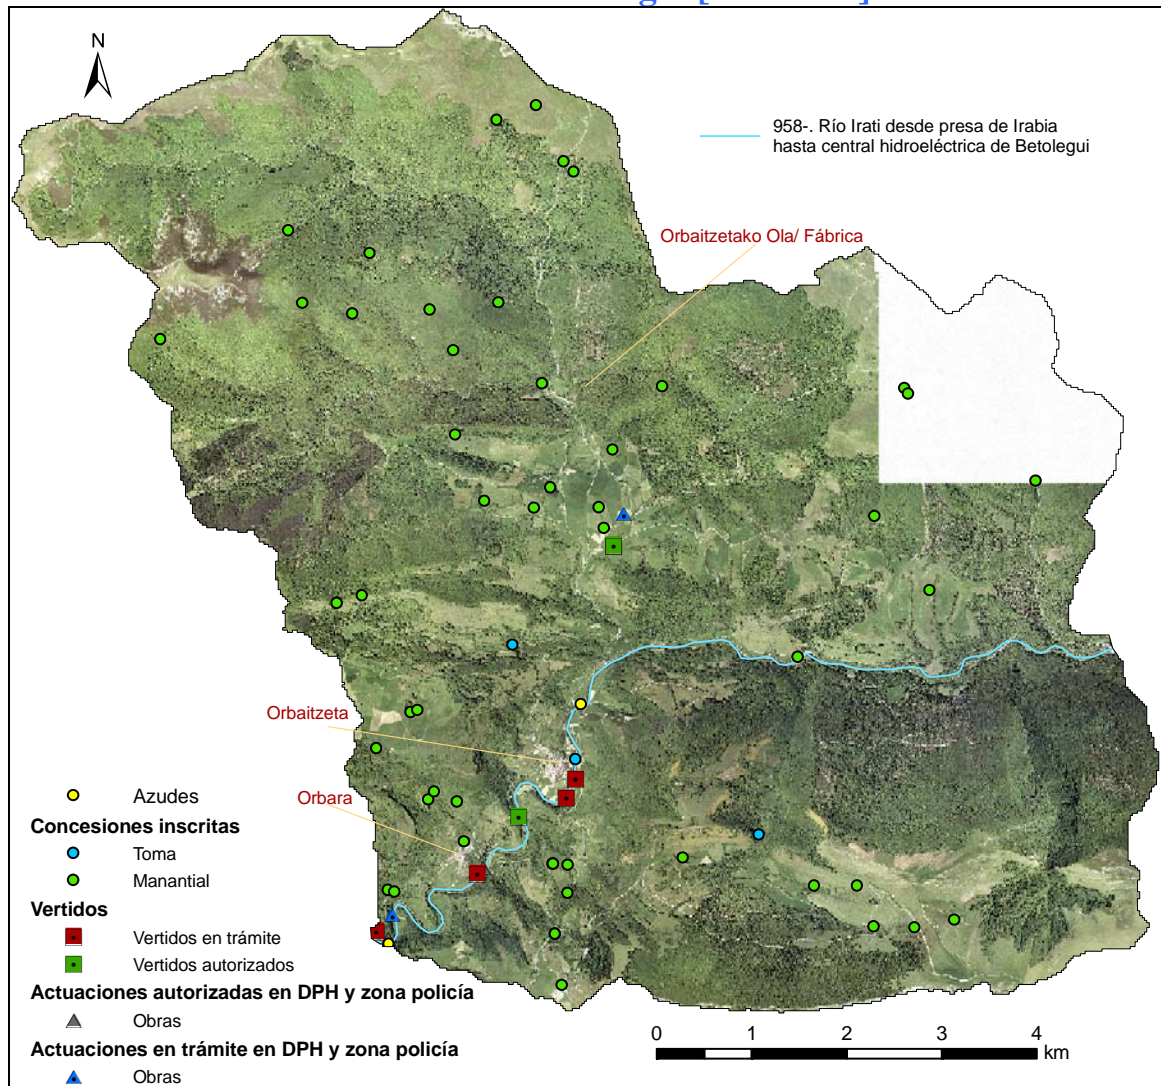 N
958-. Río Irati desde presa de Irabia
hasta central hidroeléctrica de Betolegui
Orbaitzetako Ola/ Fábrica
Orbaitzeta
Orbara
Azudes
Concesiones inscritas
Toma
Manantial
Vertidos
Vertidos en trámite
Vertidos autorizados
Actuaciones autorizadas en DPH y zona policía
Obras
Actuaciones en trámite en DPH y zona policía
Obras
0 1 2 3 4
km